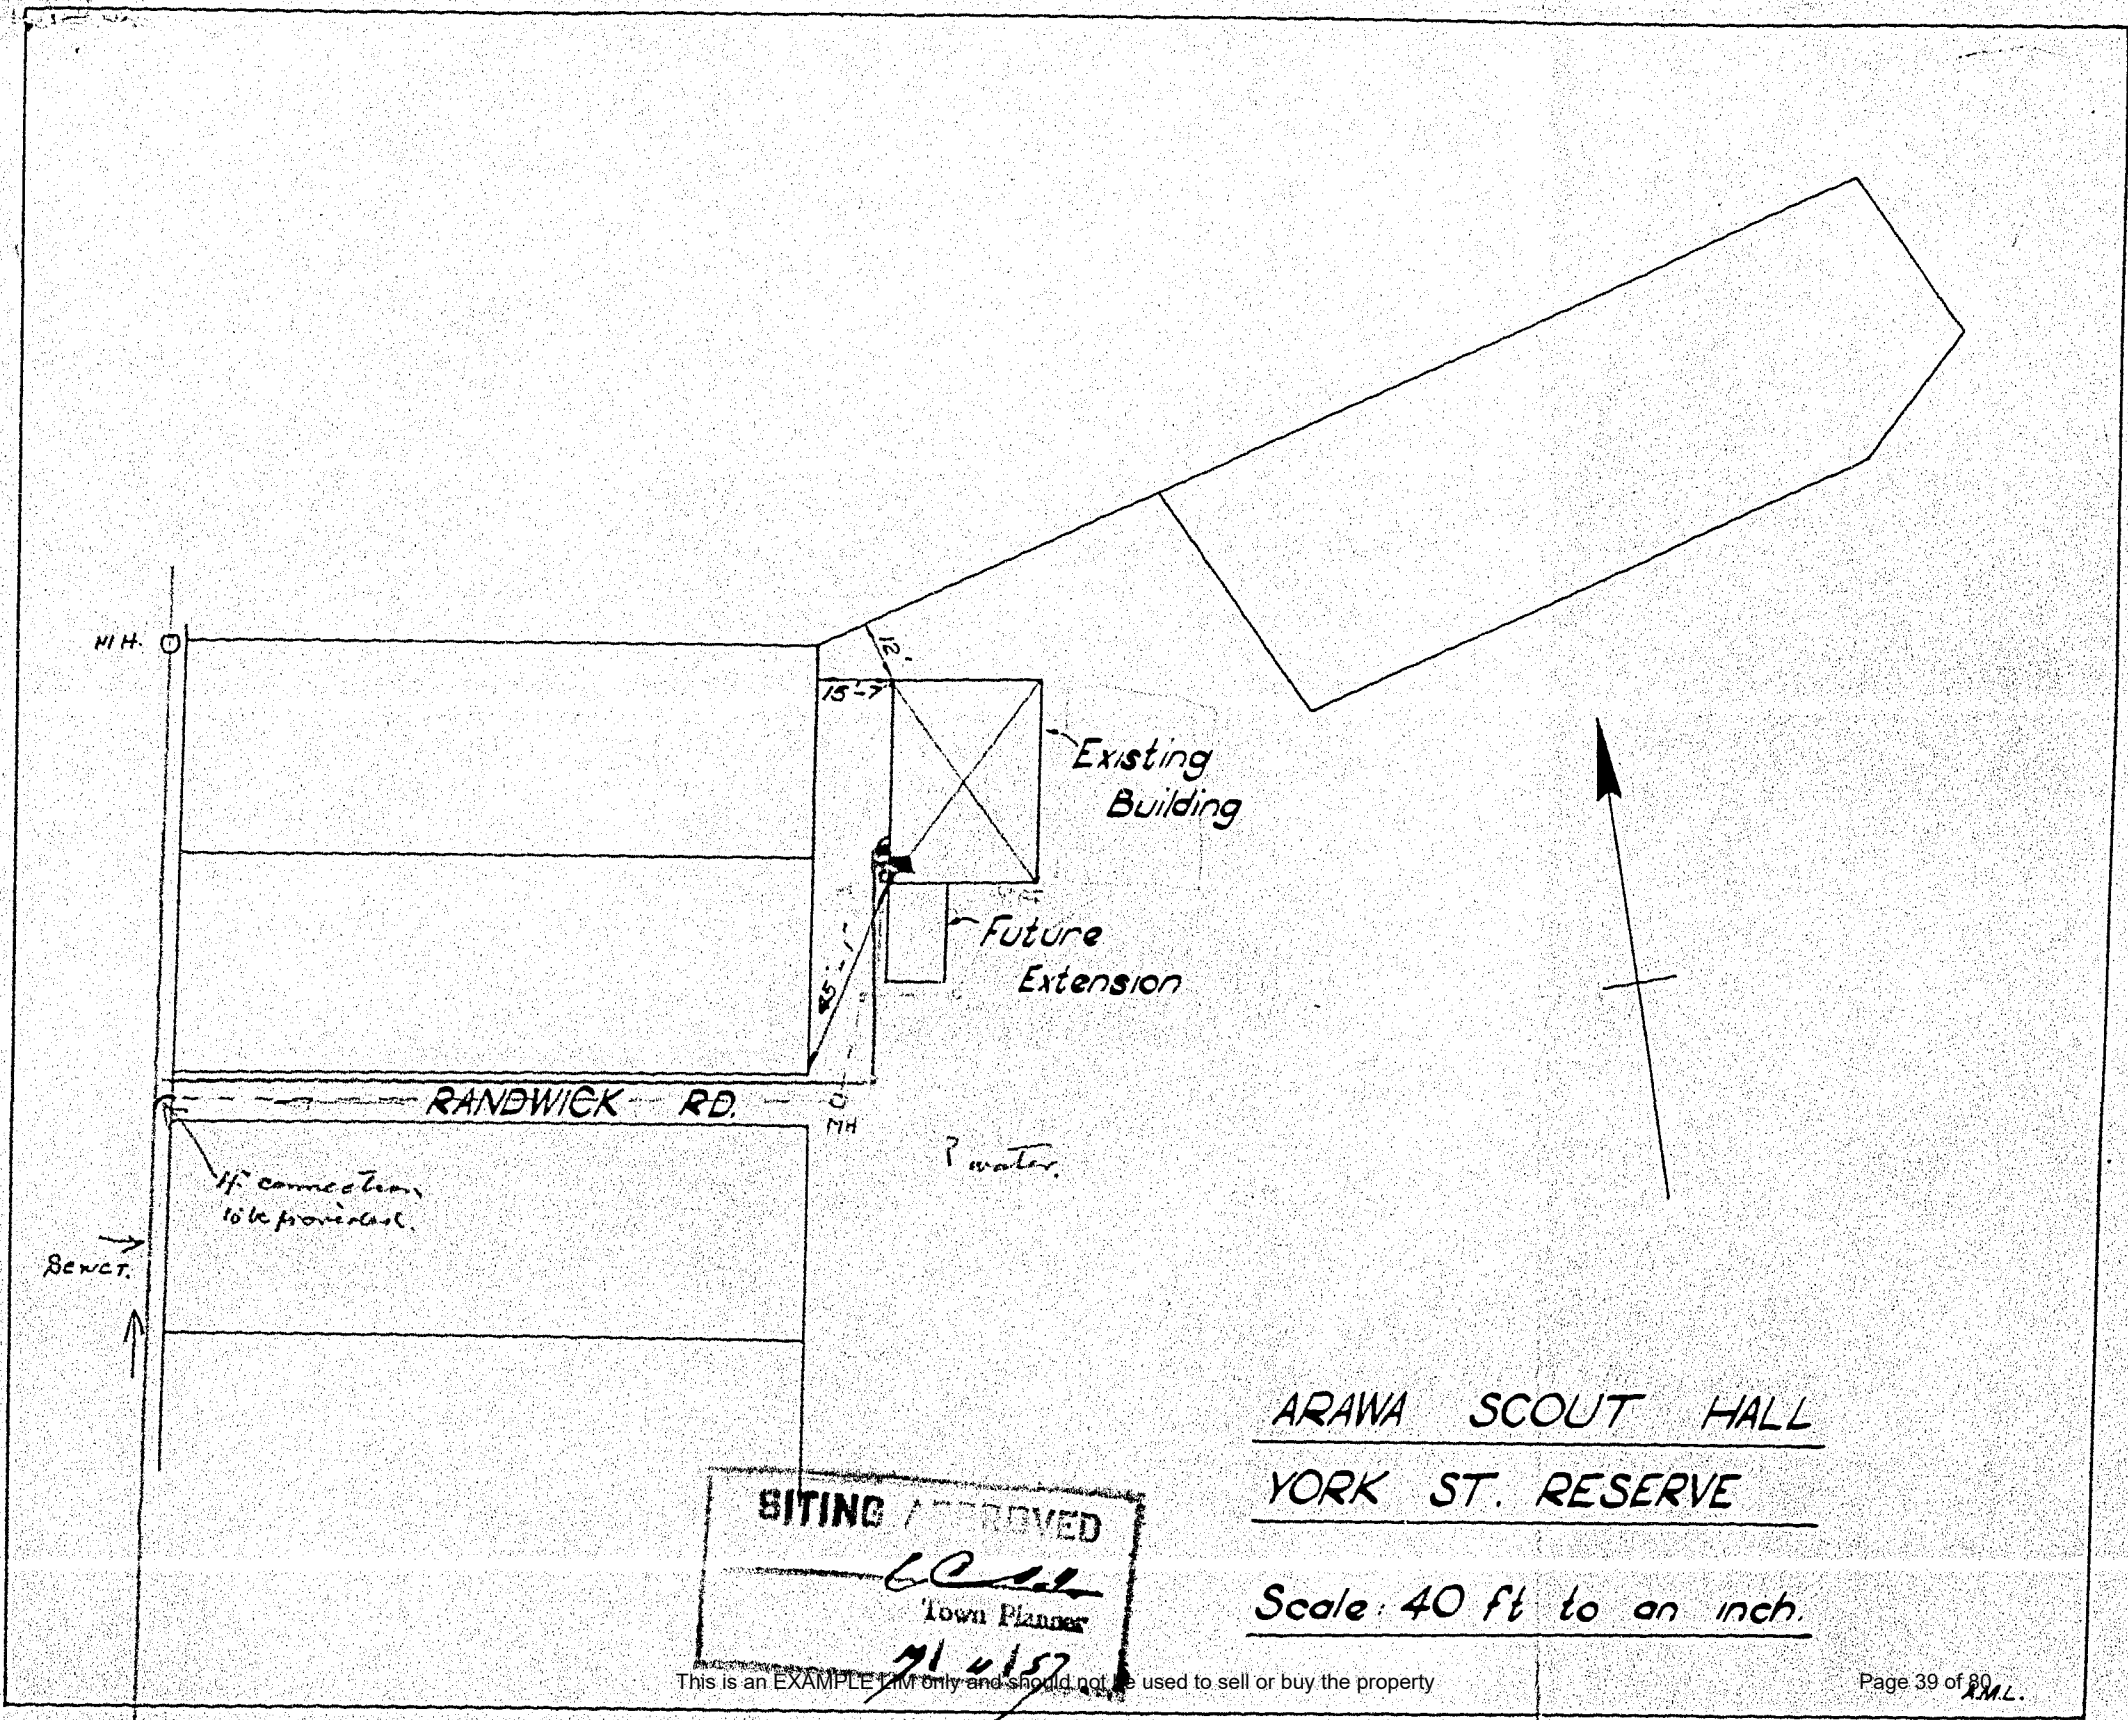 M.H.
12'
15'-7"
Existing
Building
Future
Extension
RANDWICK RD.
MH
? water.
4" connection
to be provided.
Sewer.
ARAWA SCOUT HALL
YORK ST. RESERVE
Scale: 40 ft to an inch.
SITING APPROVED
Town Planner
This is an EXAMPLE LIM only and should not be used to sell or buy the property
Page 39 of 80